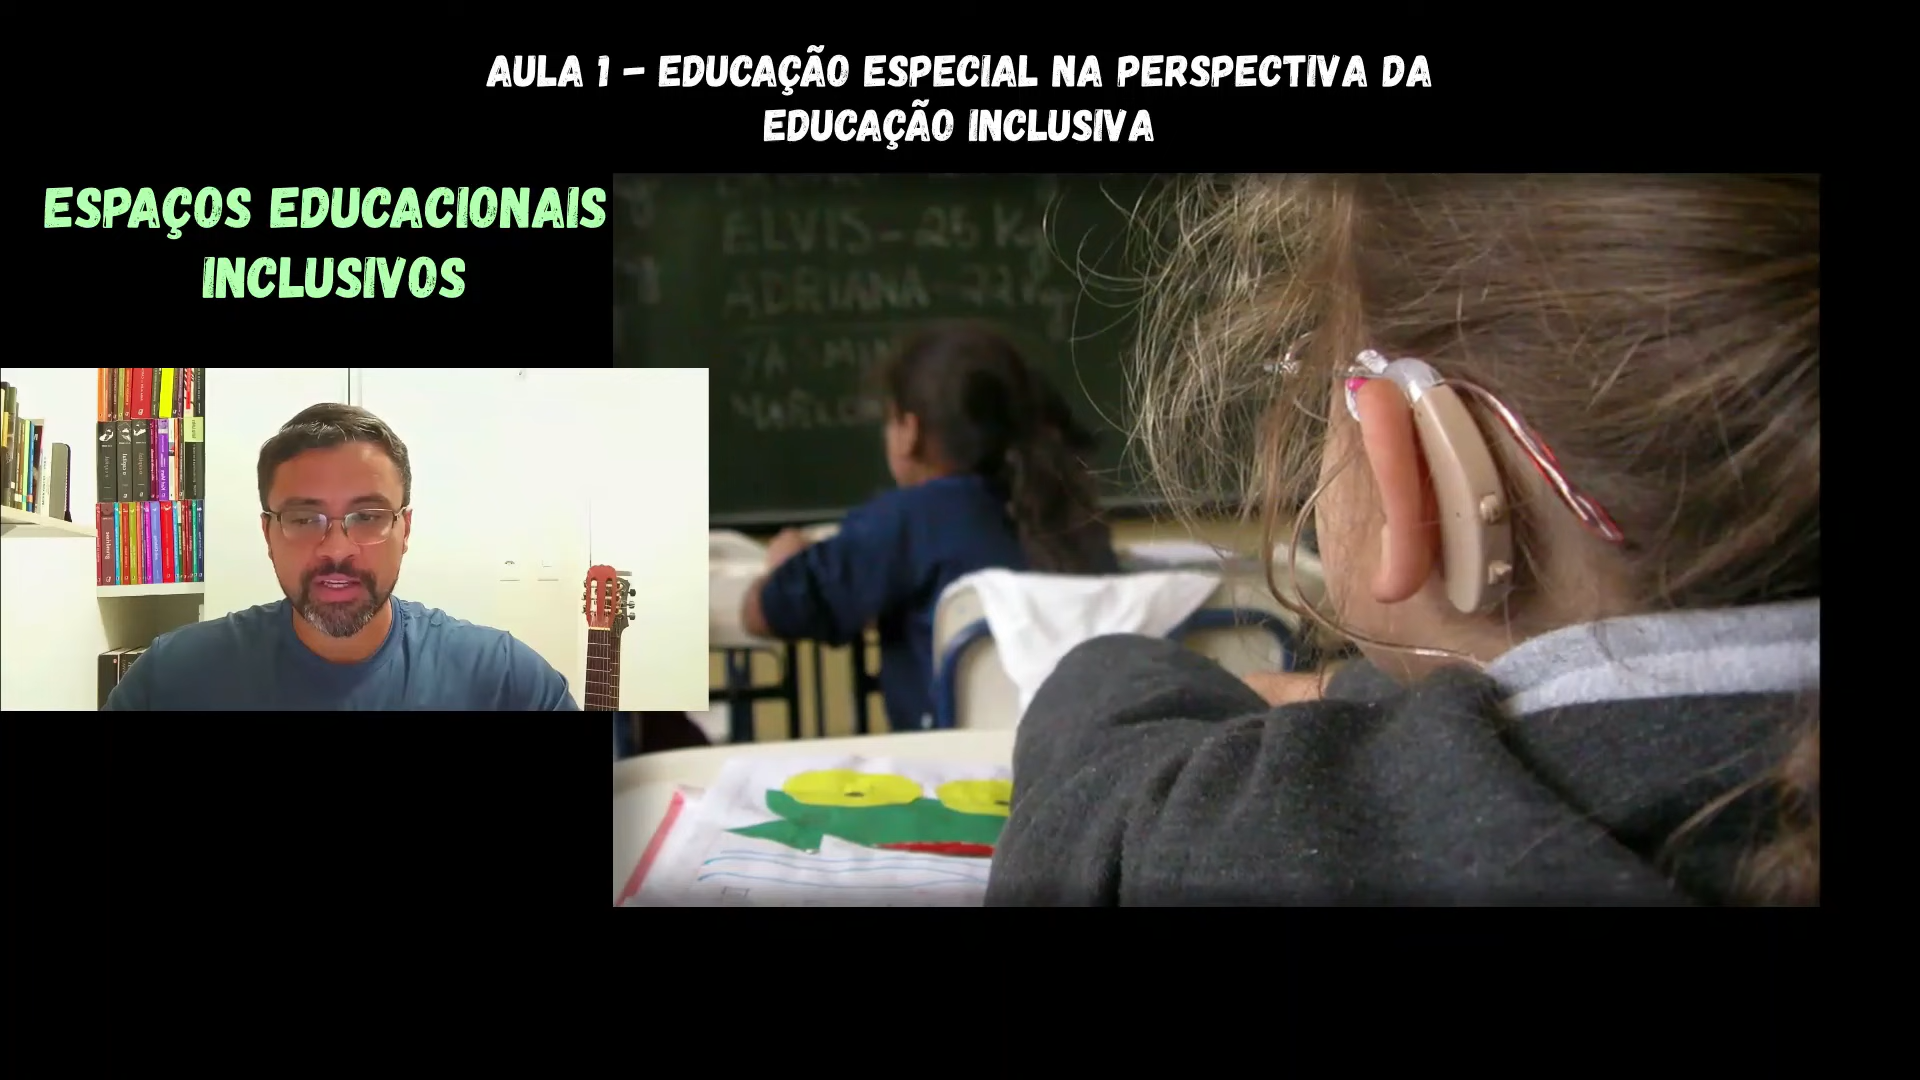 AULA 1 - EDUCAÇÃO ESPECIAL NA PERSPECTIVA DA
EDUCAÇÃO INCLUSIVA
ESPAÇOS EDUCACIONAIS
INCLUSIVOS
ELVIS - 25 Kg
ADRIANA 22 Kg